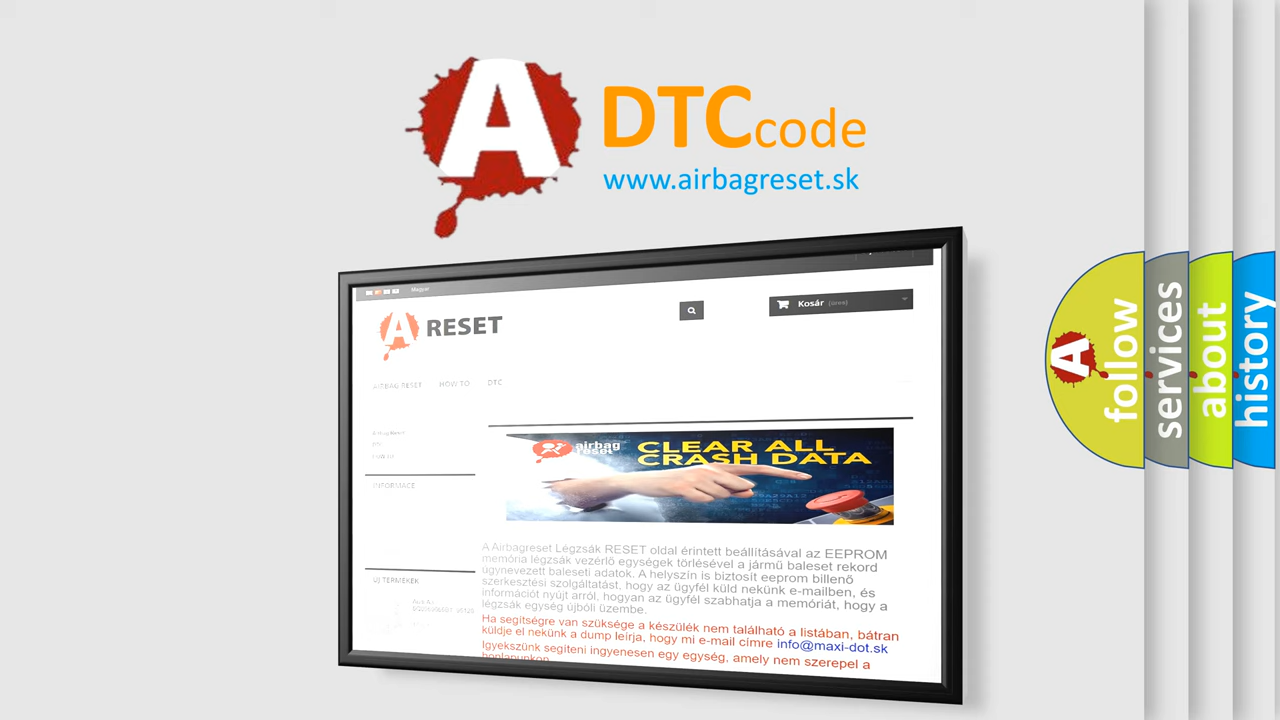 A DTC code
www.airbagreset.sk
Magyar
Kosár (üres)
A RESET
AIRBAG RESET HOW TO DTC
INFORMACE
airbag
reset
CLEAR ALL
CRASH DATA
A Airbagreset Légzsák RESET oldal érintett beállításával az EEPROM
memória légzsák vezérlő egységek törlésével a jármű baleset rekord
úgynevezett baleseti adatok. A helyszín is biztosít eeprom billenő
szerkesztési szolgáltatást, hogy az ügyfél küld nekünk e-mailben, és
információt nyújt arról, hogyan az ügyfél szabhatja a memóriát, hogy a
légzsák egység újbóli üzembe.
ÚJ TERMÉKEK
Ha segítségre van szüksége a készülék nem található a listában, bátran
küldje el nekünk a dump leírja, hogy mi e-mail címre info@maxi-dot.sk
Igyekszünk segíteni ingyenesen egy egység, amely nem szerepel a
honlapunkon
A follow
services
about
history